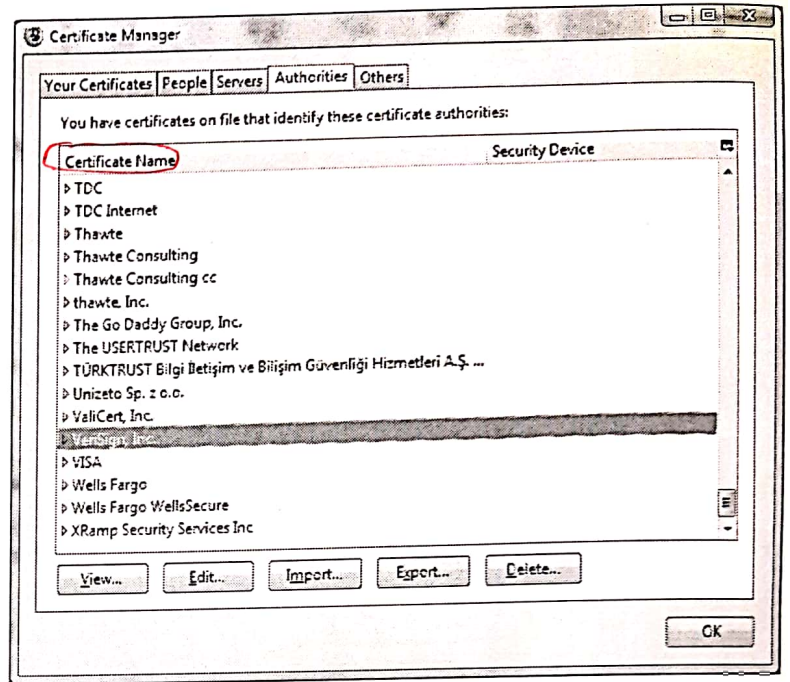 Certificate Manager
Your Certificates People Servers Authorities Others
You have certificates on file that identify these certificate authorities:
Certificate Name Security Device
TDC
TDC Internet
Thawte
Thawte Consulting
Thawte Consulting cc
thawte, Inc.
The Go Daddy Group, Inc.
The USERTRUST Network
TÜRKTRUST Bilgi İletişim ve Bilişim Güvenliği Hizmetleri A.Ş. ...
Unizeto Sp. z o.o.
ValiCert, Inc.
VeriSign, Inc.
VISA
Wells Fargo
Wells Fargo WellsSecure
XRamp Security Services Inc
View... Edit... Import... Export... Delete...
OK